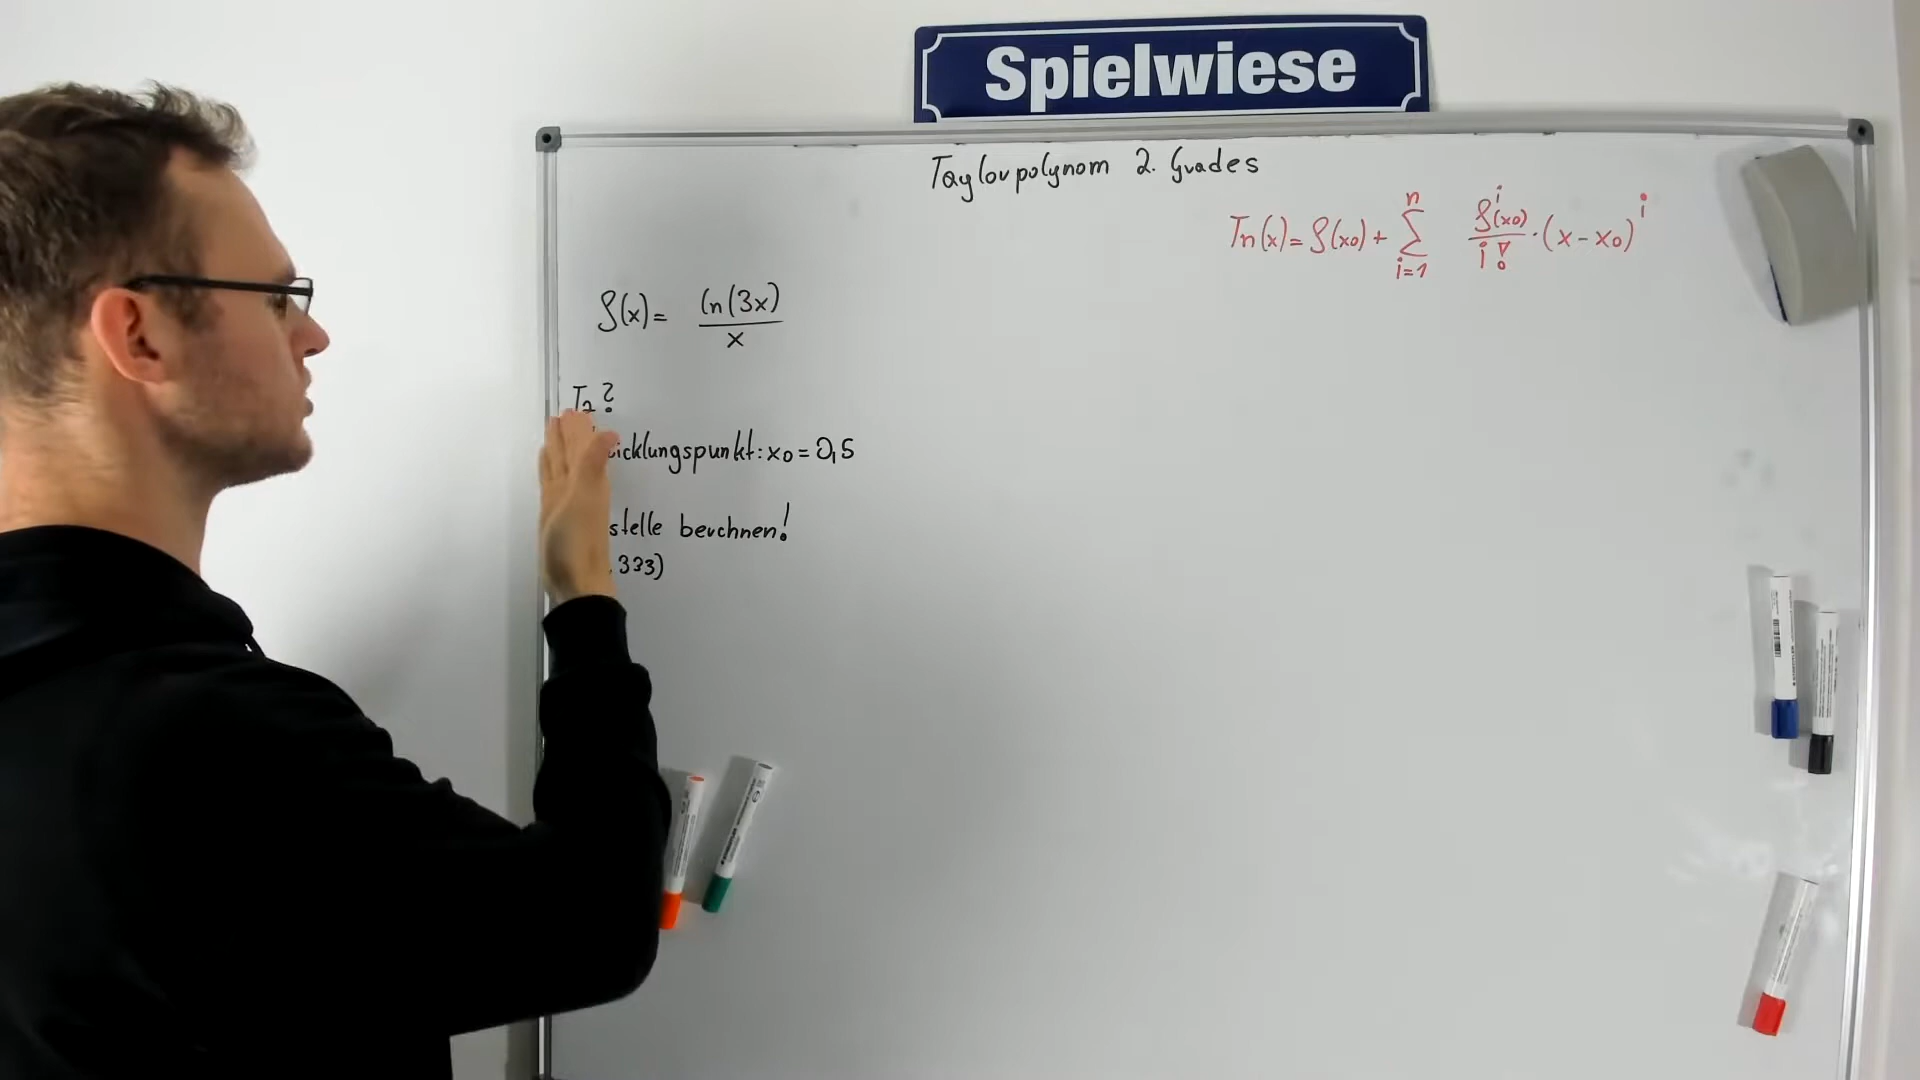 Spielwiese
Taylorpolynom 2. Grades
Tn(x) = f(x0) + n Σ i=1 f^i(x0) / i! · (x - x0)^i
f(x) = ln(3x) / x
T2?
icklungspunkt: x0 = 0,5
stelle berechnen!
333)